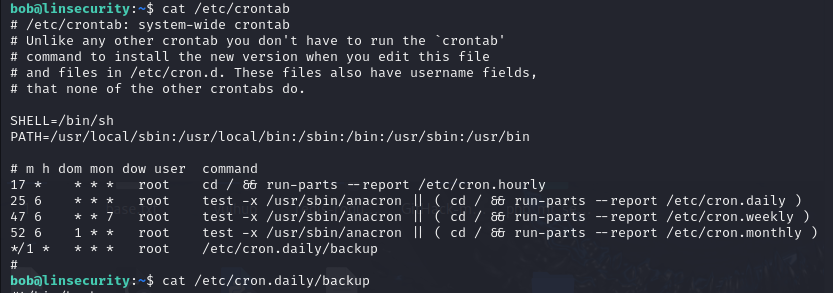 bob@linsecurity:~$ cat /etc/crontab
# /etc/crontab: system-wide crontab
# Unlike any other crontab you don't have to run the `crontab'
# command to install the new version when you edit this file
# and files in /etc/cron.d. These files also have username fields,
# that none of the other crontabs do.

SHELL=/bin/sh
PATH=/usr/local/sbin:/usr/local/bin:/sbin:/bin:/usr/sbin:/usr/bin

# m h dom mon dow user  command
17 *    * * *   root    cd / && run-parts --report /etc/cron.hourly
25 6    * * *   root    test -x /usr/sbin/anacron || ( cd / && run-parts --report /etc/cron.daily )
47 6    * * 7   root    test -x /usr/sbin/anacron || ( cd / && run-parts --report /etc/cron.weekly )
52 6    1 * *   root    test -x /usr/sbin/anacron || ( cd / && run-parts --report /etc/cron.monthly )
*/1 *   * * *   root    /etc/cron.daily/backup
#
bob@linsecurity:~$ cat /etc/cron.daily/backup